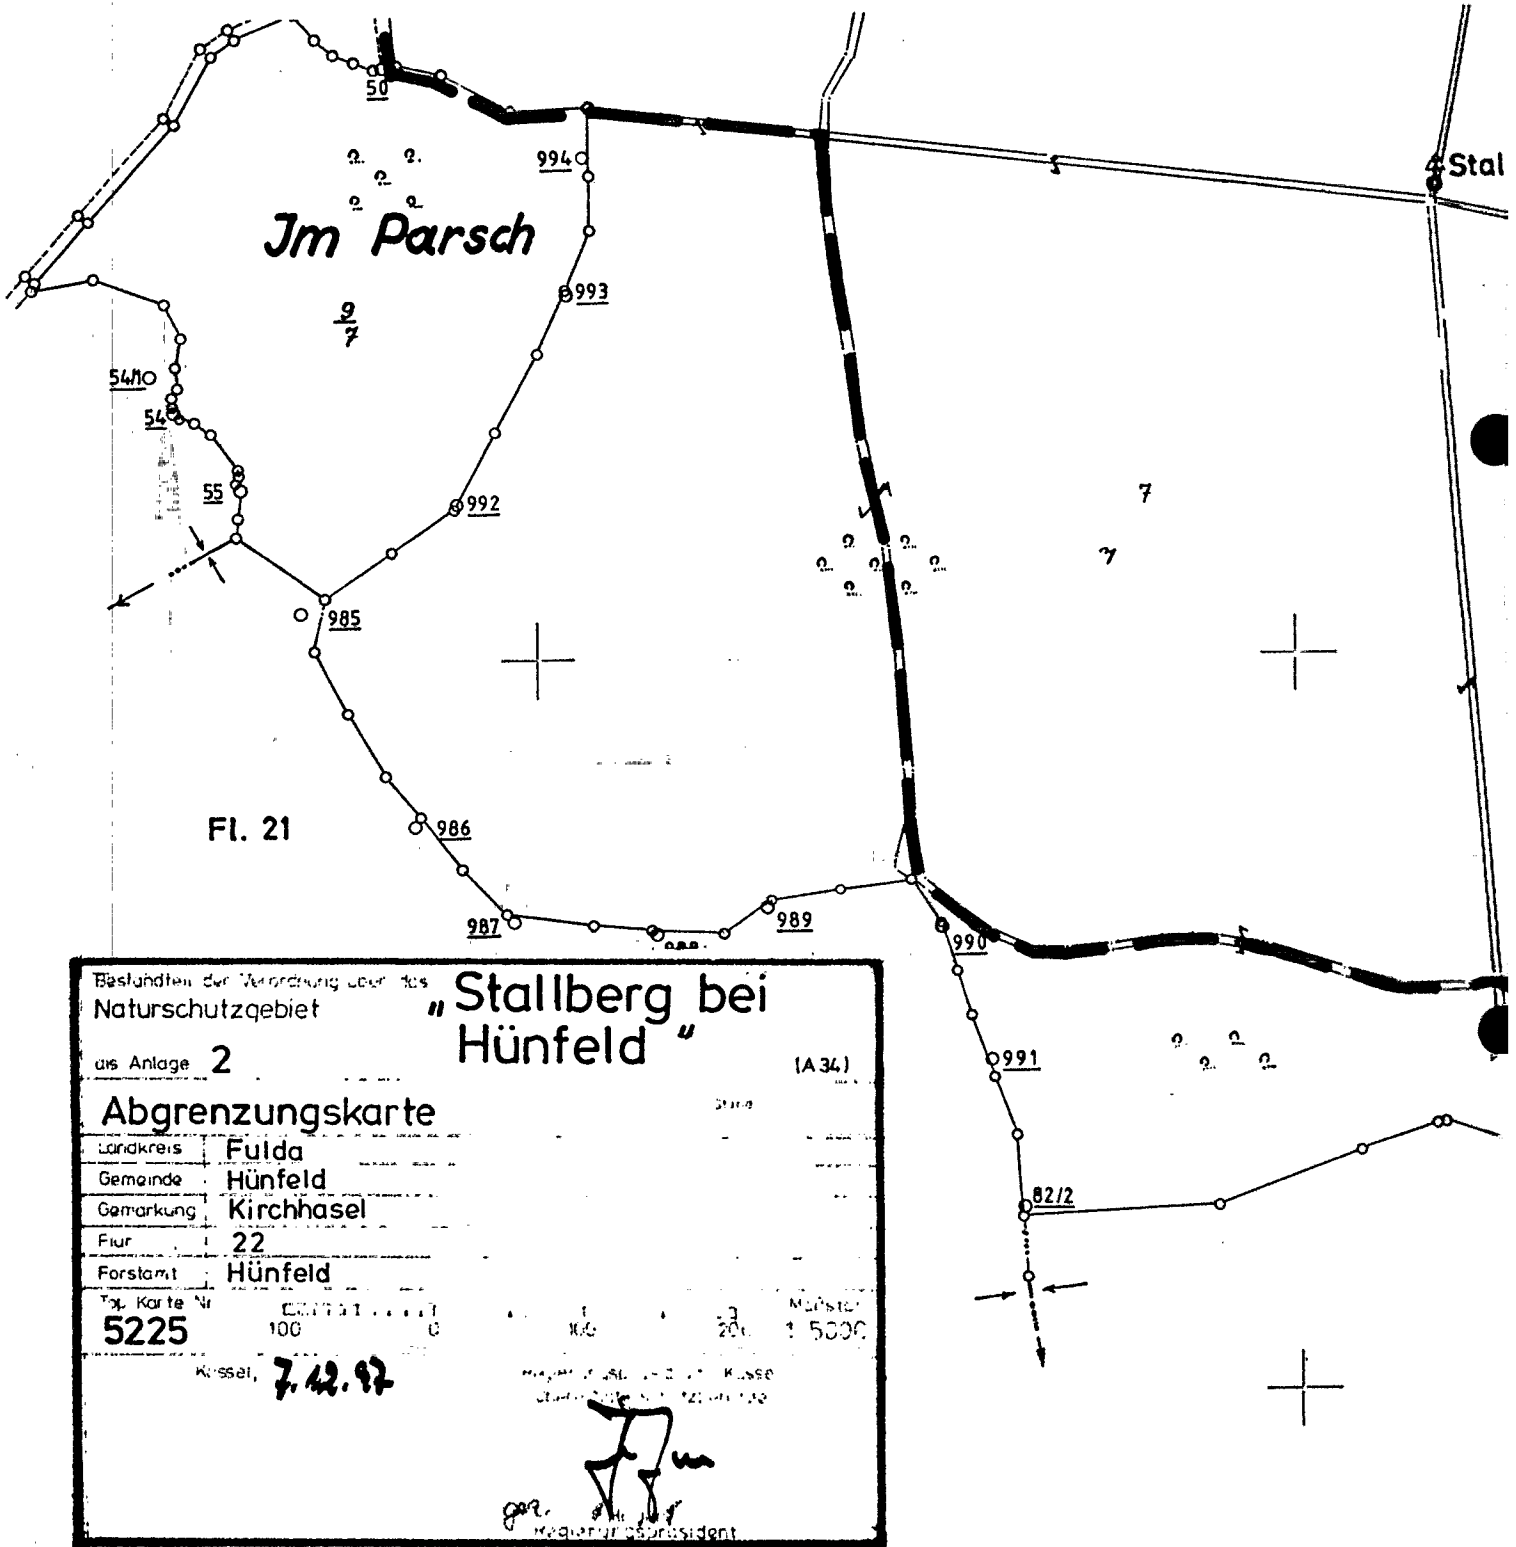 50
994
Stal
Jm Parsch
993
9
7
54/1
54
55
992
7
985
Fl. 21
986
987
989
990
991
82/2
Bestandteil der Verordnung über das
Naturschutzgebiet
„Stallberg bei
Hünfeld“
als Anlage 2
(A 34)
Abgrenzungskarte
Landkreis Fulda
Gemeinde Hünfeld
Gemarkung Kirchhasel
Flur 22
Forstamt Hünfeld
Top. Karte Nr
5225
100 0 100 200
1:5000
Kassel, 7.12.97
gez.
Regierungspräsident